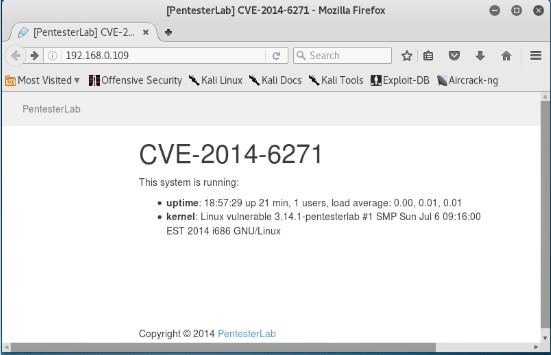 [PentesterLab] CVE-2014-6271 - Mozilla Firefox
[PentesterLab] CVE-2...
192.168.0.109
Search
Most Visited
Offensive Security
Kali Linux
Kali Docs
Kali Tools
Exploit-DB
Aircrack-ng
PentesterLab
CVE-2014-6271
This system is running:
uptime: 18:57:29 up 21 min, 1 users, load average: 0.00, 0.01, 0.01
kernel: Linux vulnerable 3.14.1-pentesterlab #1 SMP Sun Jul 6 09:16:00
EST 2014 i686 GNU/Linux
Copyright © 2014 PentesterLab